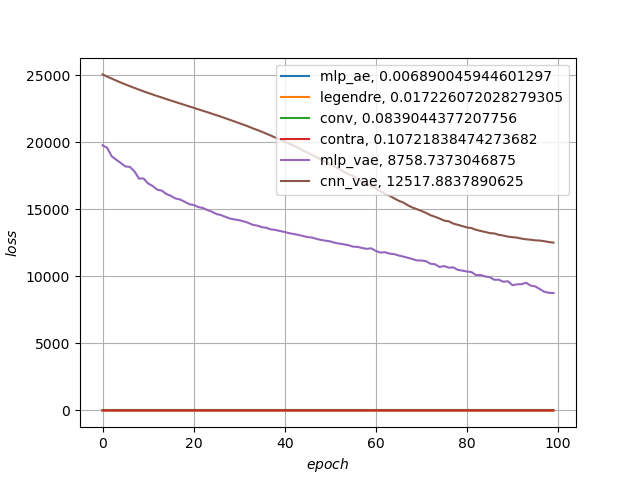 25000
20000
15000
10000
5000
0
loss
mlp_ae, 0.006890045944601297
legendre, 0.017226072028279305
conv, 0.0839044377207756
contra, 0.10721838474273682
mlp_vae, 8758.7373046875
cnn_vae, 12517.8837890625
0 20 40 60 80 100
epoch